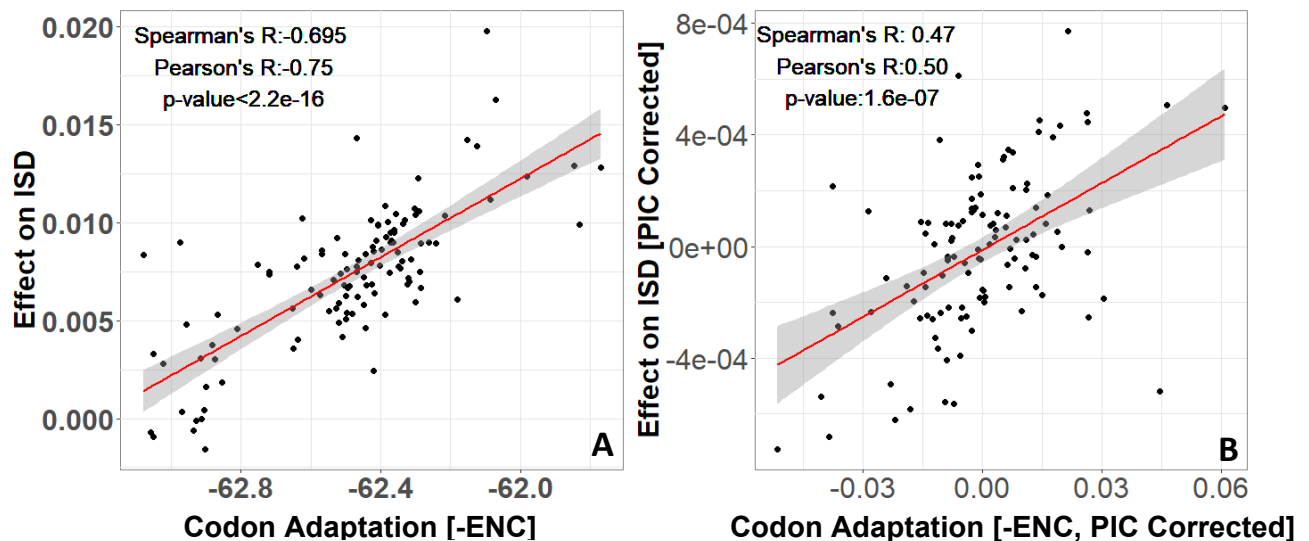 Spearman's R:-0.695
Pearson's R:-0.75
p-value<2.2e-16
0.020
0.015
0.010
0.005
0.000
Effect on ISD
A
-62.8
-62.4
-62.0
Codon Adaptation [-ENC]
Spearman's R: 0.47
Pearson's R:0.50
p-value:1.6e-07
8e-04
4e-04
0e+00
-4e-04
Effect on ISD [PIC Corrected]
B
-0.03
0.00
0.03
0.06
Codon Adaptation [-ENC, PIC Corrected]